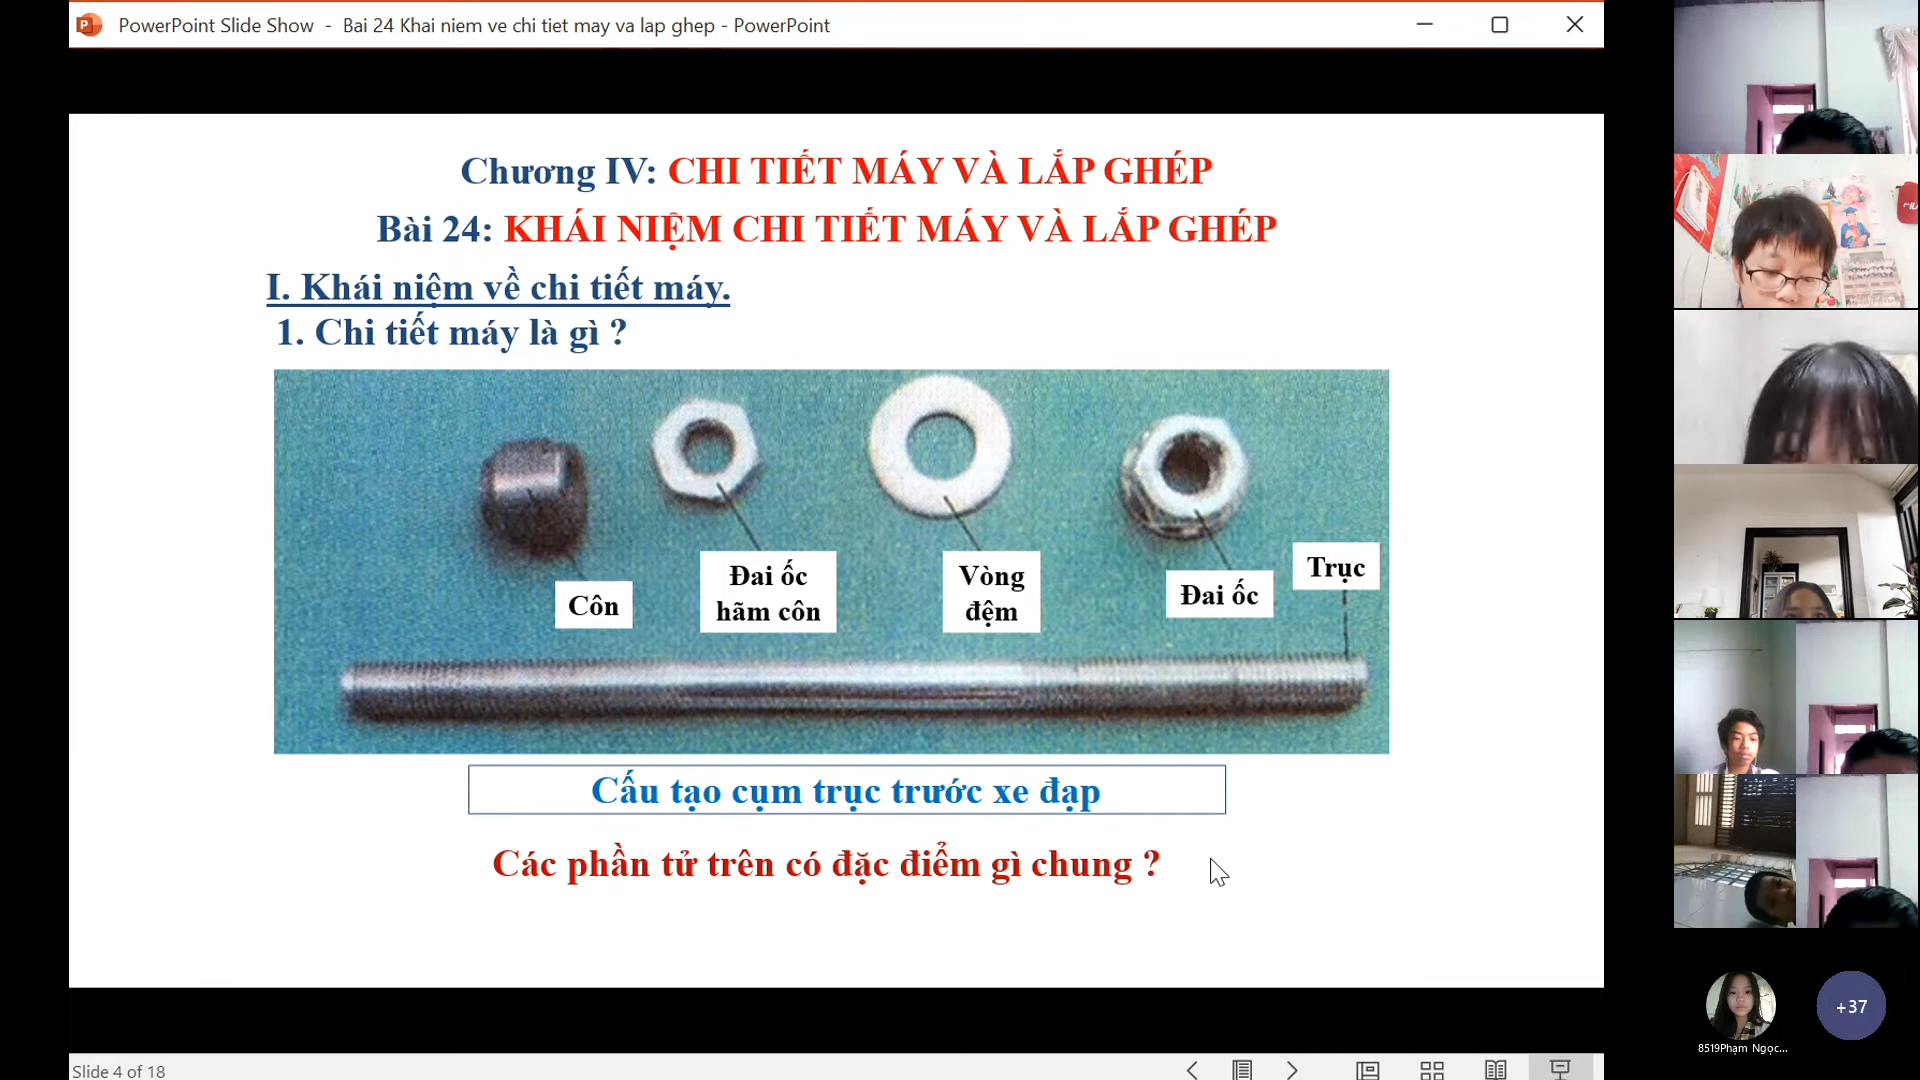 PowerPoint Slide Show - Bai 24 Khai niem ve chi tiet may va lap ghep - PowerPoint
Chương IV: CHI TIẾT MÁY VÀ LẮP GHÉP
Bài 24: KHÁI NIỆM CHI TIẾT MÁY VÀ LẮP GHÉP
I. Khái niệm về chi tiết máy.
1. Chi tiết máy là gì ?
Côn
Đai ốc
hãm côn
Vòng
đệm
Đai ốc
Trục
Cấu tạo cụm trục trước xe đạp
Các phần tử trên có đặc điểm gì chung ?
Slide 4 of 18
+37
8519Phạm Ngọc...